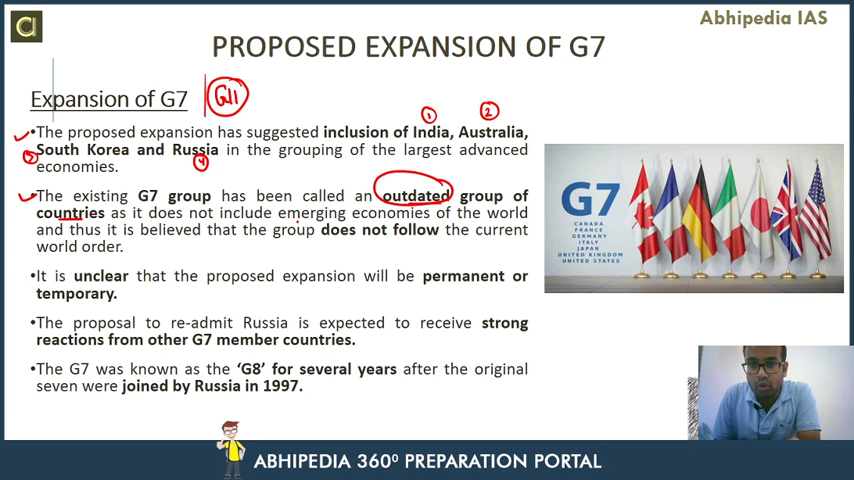 Abhipedia IAS
PROPOSED EXPANSION OF G7
Expansion of G7
G11
1
2
•The proposed expansion has suggested inclusion of India, Australia,
South Korea and Russia in the grouping of the largest advanced
3
4
economies.
•The existing G7 group has been called an outdated group of
countries as it does not include emerging economies of the world
and thus it is believed that the group does not follow the current
world order.
•It is unclear that the proposed expansion will be permanent or
temporary.
•The proposal to re-admit Russia is expected to receive strong
reactions from other G7 member countries.
•The G7 was known as the ‘G8’ for several years after the original
seven were joined by Russia in 1997.
G7
CANADA
FRANCE
GERMANY
ITALY
JAPAN
UNITED KINGDOM
UNITED STATES
ABHIPEDIA 360⁰ PREPARATION PORTAL